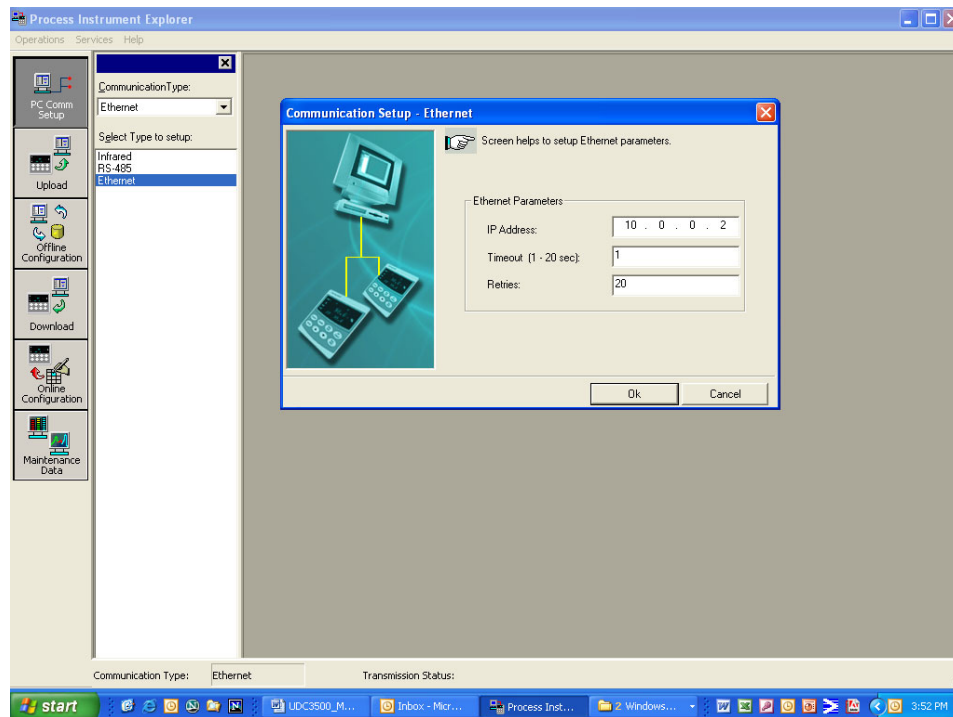 Process Instrument Explorer
Operations Services Help
CommunicationType:
Ethernet
Select Type to setup:
Infrared
RS-485
Ethernet
PC Comm
Setup
Upload
Offline
Configuration
Download
Online
Configuration
Maintenance
Data
Communication Setup - Ethernet
Screen helps to setup Ethernet parameters.
Ethernet Parameters
IP Address: 10 . 0 . 0 . 2
Timeout (1 - 20 sec): 1
Retries: 20
Ok Cancel
Communication Type: Ethernet Transmission Status:
start UDC3500_M... Inbox - Micr... Process Inst... 2 Windows... 3:52 PM